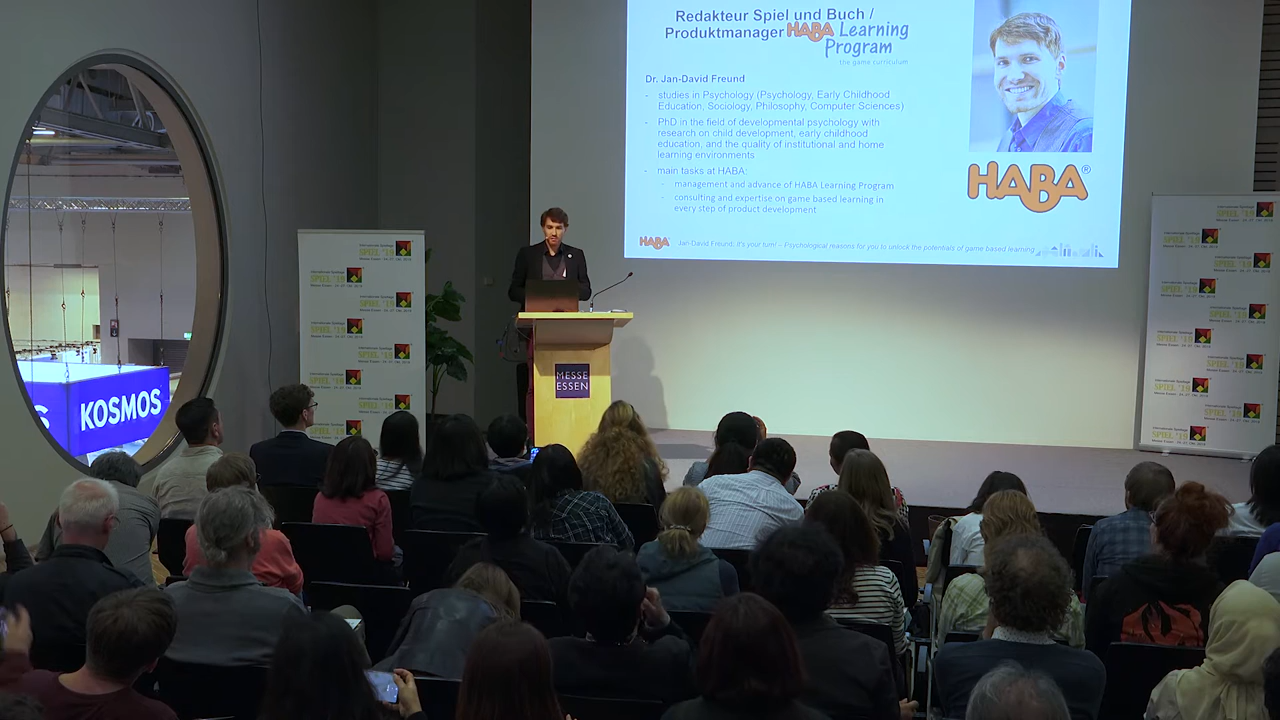 Redakteur Spiel und Buch /
Produktmanager HABA Learning
Program
the game curriculum
Dr. Jan-David Freund
- studies in Psychology (Psychology, Early Childhood
Education, Sociology, Philosophy, Computer Sciences)
- PhD in the field of developmental psychology with
research on child development, early childhood
education, and the quality of institutional and home
learning environments
- main tasks at HABA:
- management and advance of HABA Learning Program
- consulting and expertise on game based learning in
every step of product development
HABA®
HABA Jan-David Freund: It's your turn! – Psychological reasons for you to unlock the potentials of game based learning
MESSE
ESSEN
S
KOSMOS
Internationale Spieltage
SPIEL '19
Messe Essen